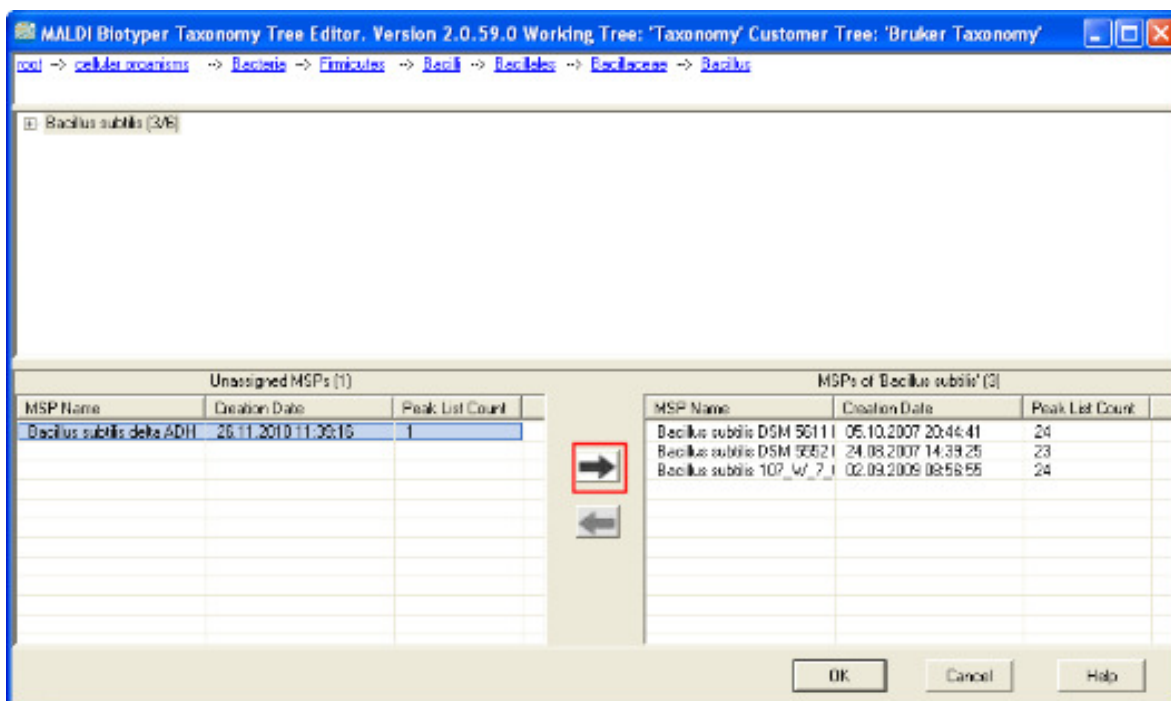 MALDI Biotyper Taxonomy Tree Editor. Version 2.0.59.0 Working Tree: 'Taxonomy' Customer Tree: 'Bruker Taxonomy'
root -> cellular organisms -> Bacteria -> Firmicutes -> Bacilli -> Bacillales -> Bacillaceae -> Bacillus
Bacillus subtilis (3/6)
Unassigned MSPs (1) MSPs of 'Bacillus subtilis' (3)
MSP Name Creation Date Peak List Count MSP Name Creation Date Peak List Count
Bacillus subtilis delta ADH 26.11.2010 11:39:16 1 Bacillus subtilis DSM 5611 05.10.2007 20:44:41 24
Bacillus subtilis DSM 5552 24.08.2007 14:39:25 23
Bacillus subtilis 107_W_7_ 02.09.2009 08:56:55 24
OK Cancel Help